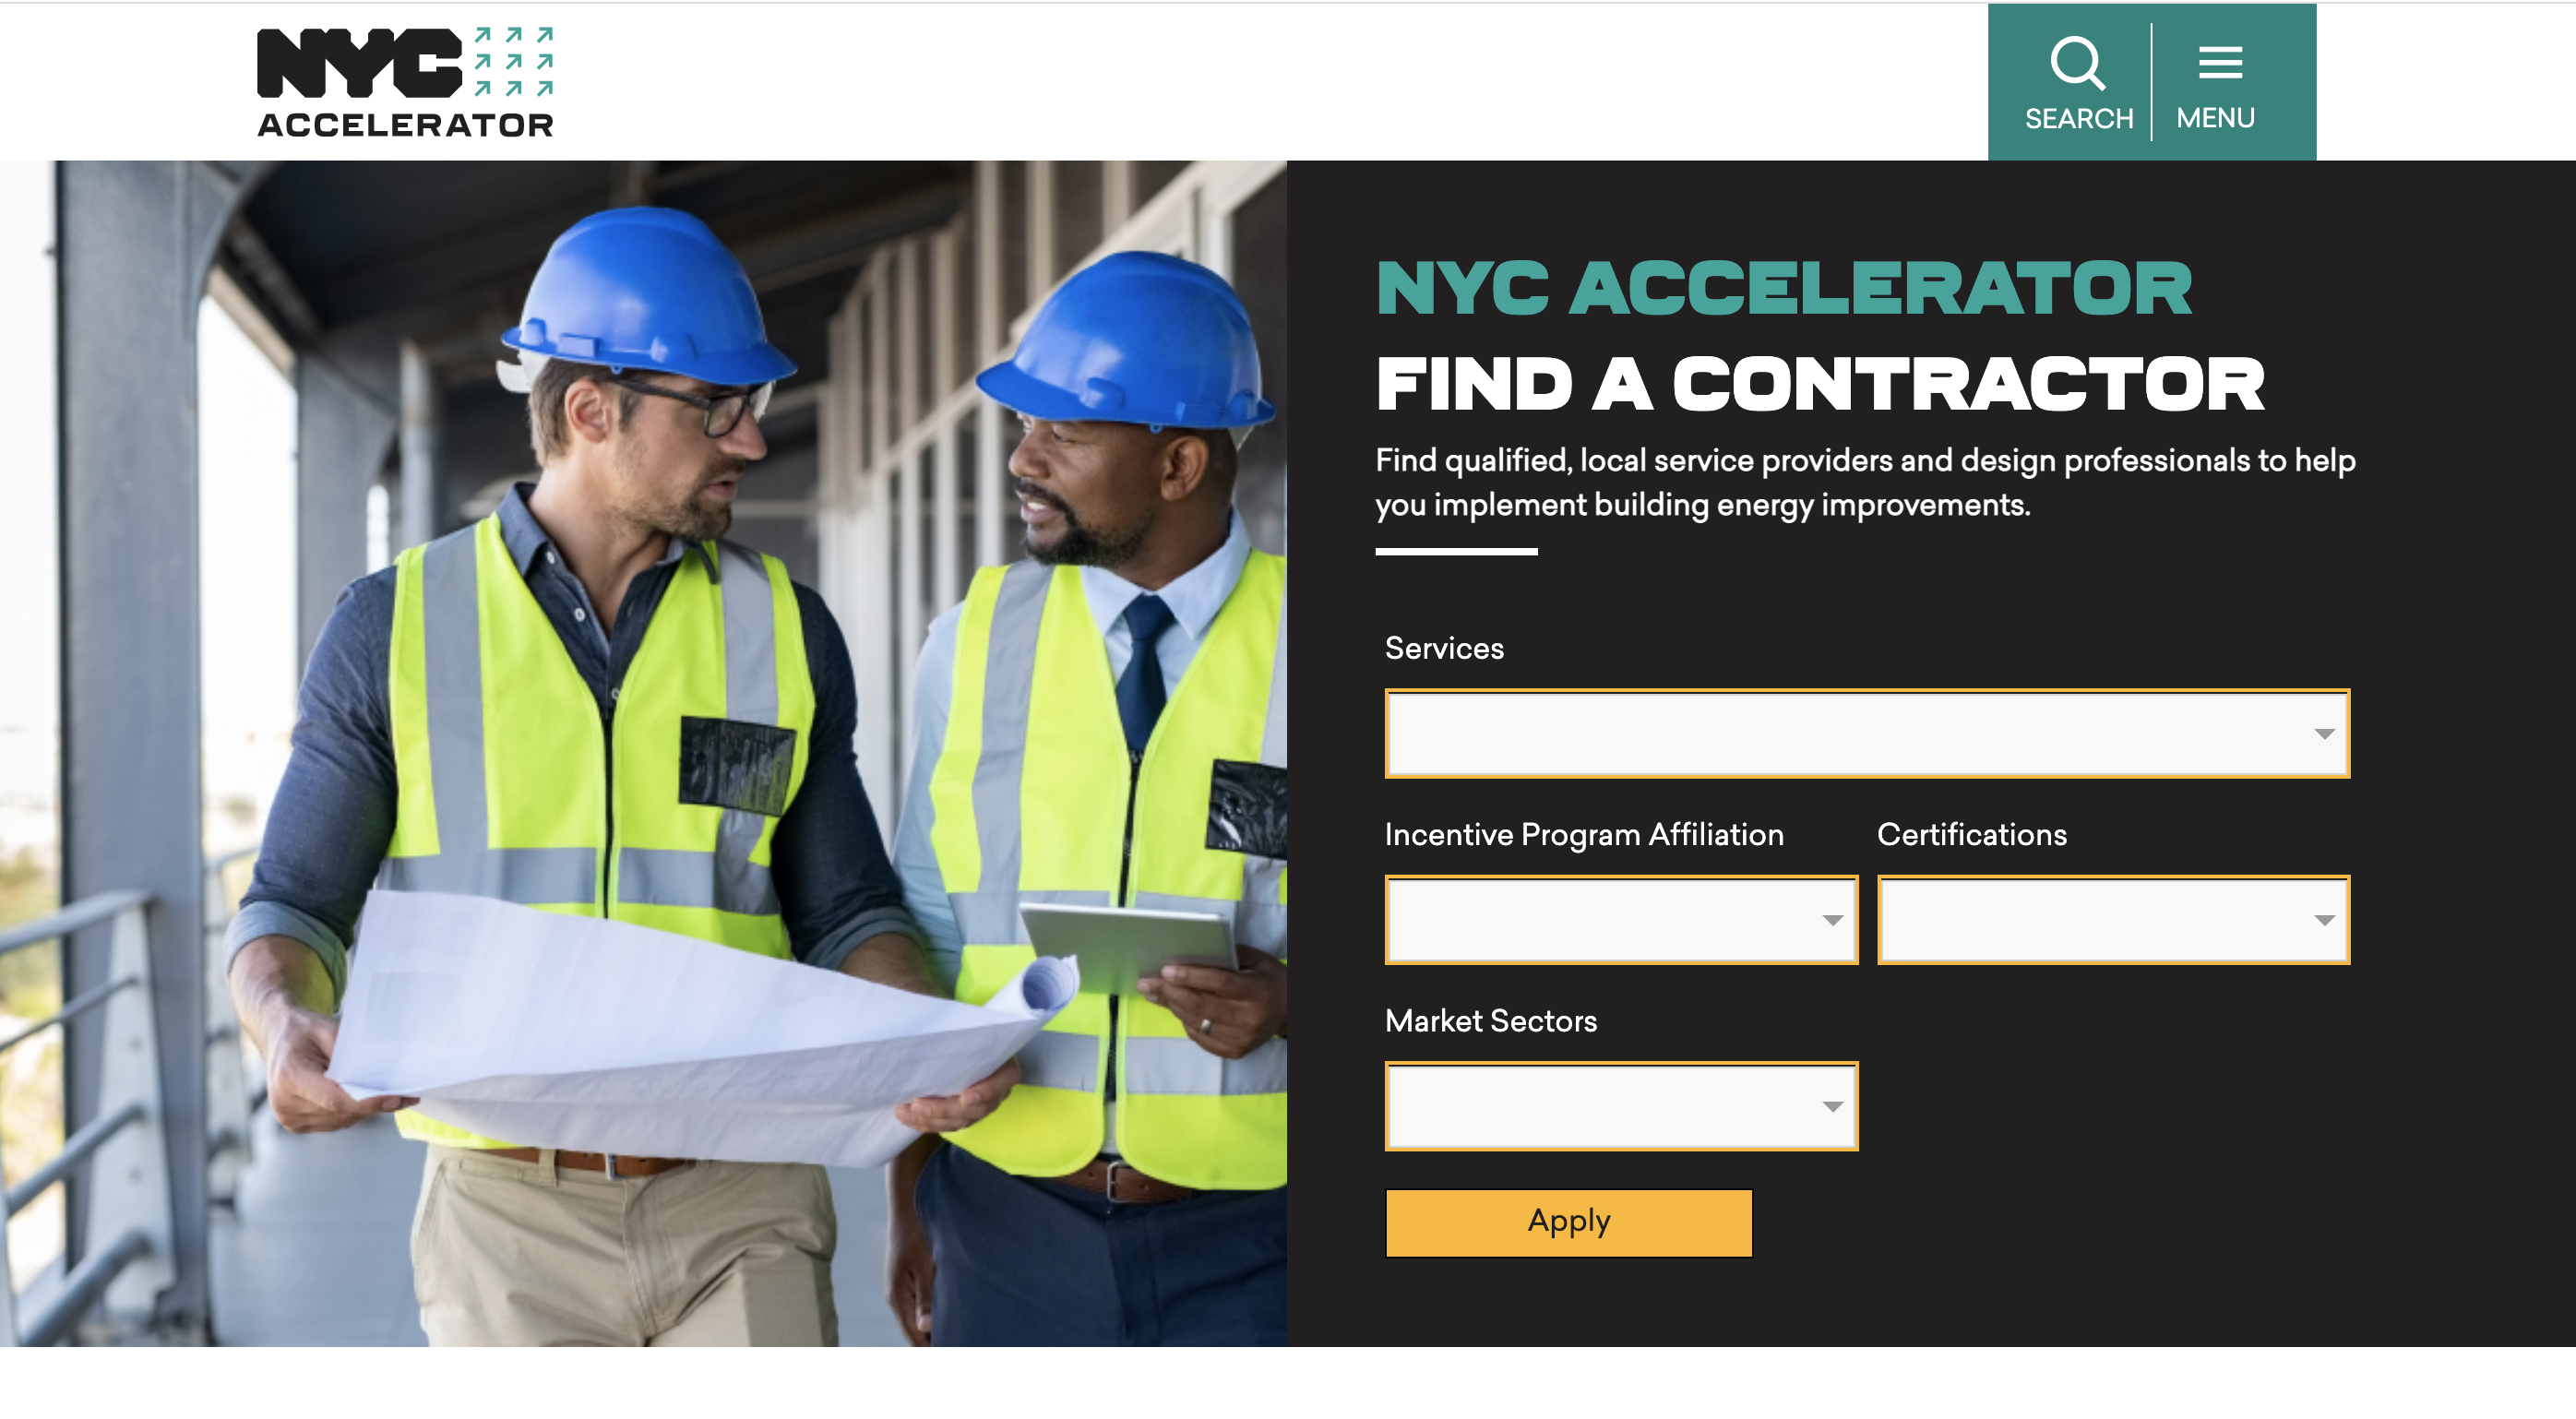 NYC
ACCELERATOR
SEARCH
MENU
NYC ACCELERATOR
FIND A CONTRACTOR
Find qualified, local service providers and design professionals to help
you implement building energy improvements.
Services
Incentive Program Affiliation
Certifications
Market Sectors
Apply